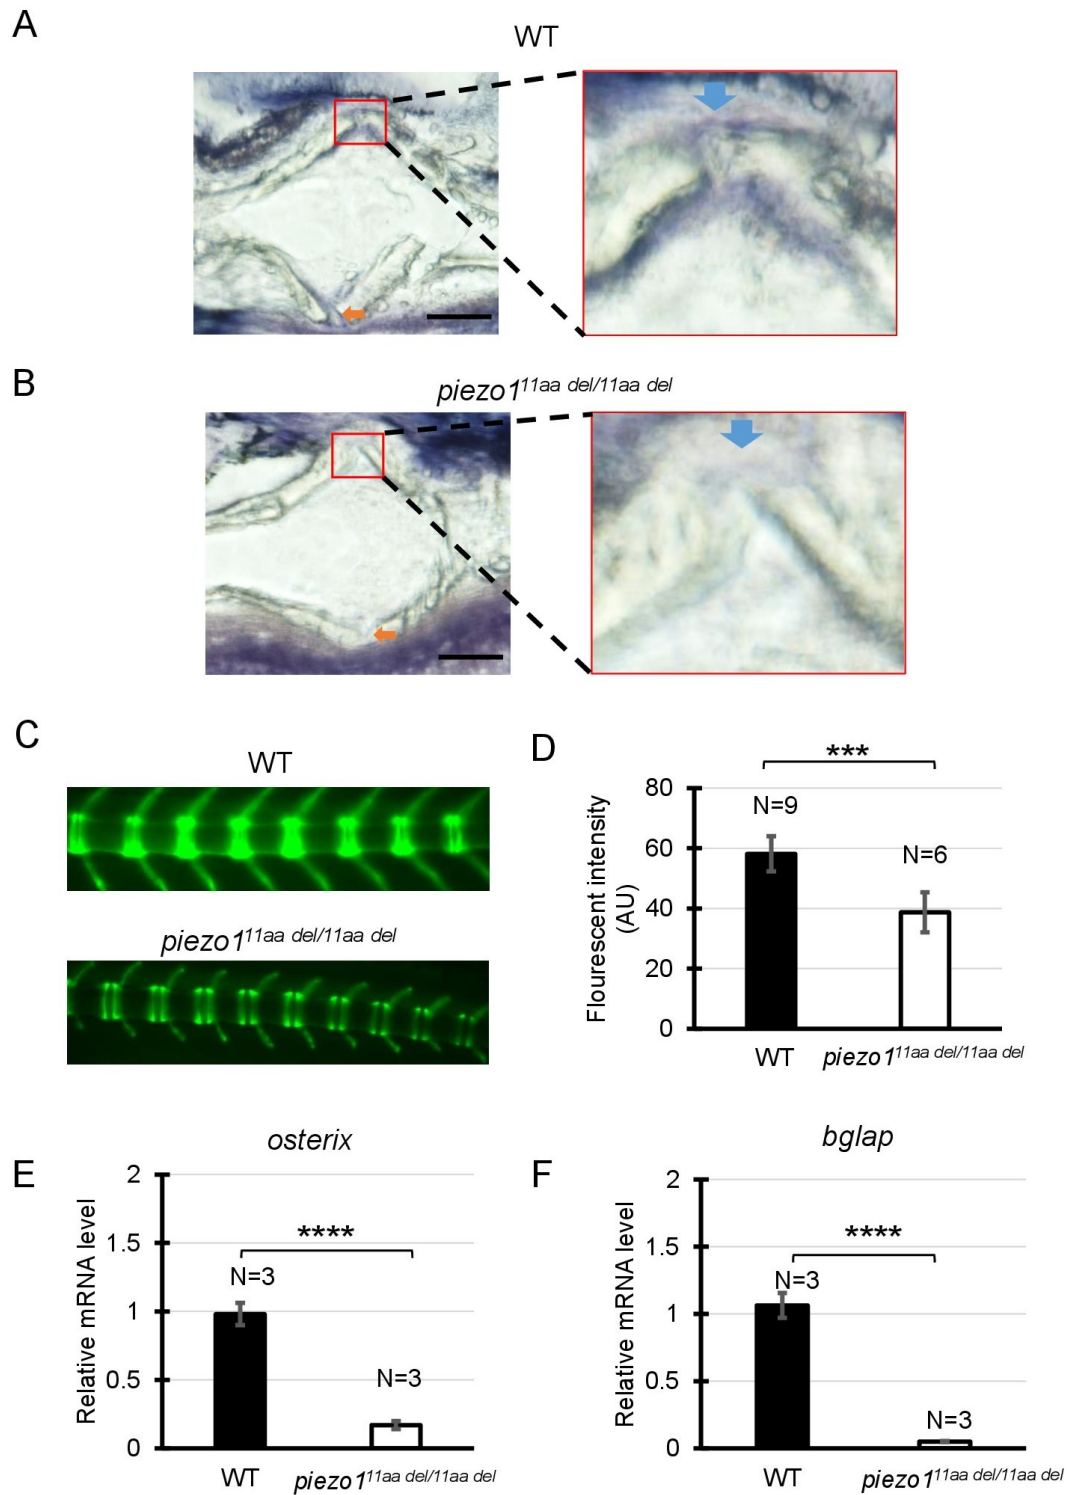 A
WT
B
piezo1 11aa del/11aa del
C
WT
piezo1 11aa del/11aa del
D
***
80
60
40
20
0
N=9
N=6
Flourescent intensity
(AU)
WT
piezo1 11aa del/11aa del
E
osterix
2
1.5
1
0.5
0
****
N=3
N=3
Relative mRNA level
WT
piezo1 11aa del/11aa del
F
bglap
2
1.5
1
0.5
0
****
N=3
N=3
Relative mRNA level
WT
piezo1 11aa del/11aa del